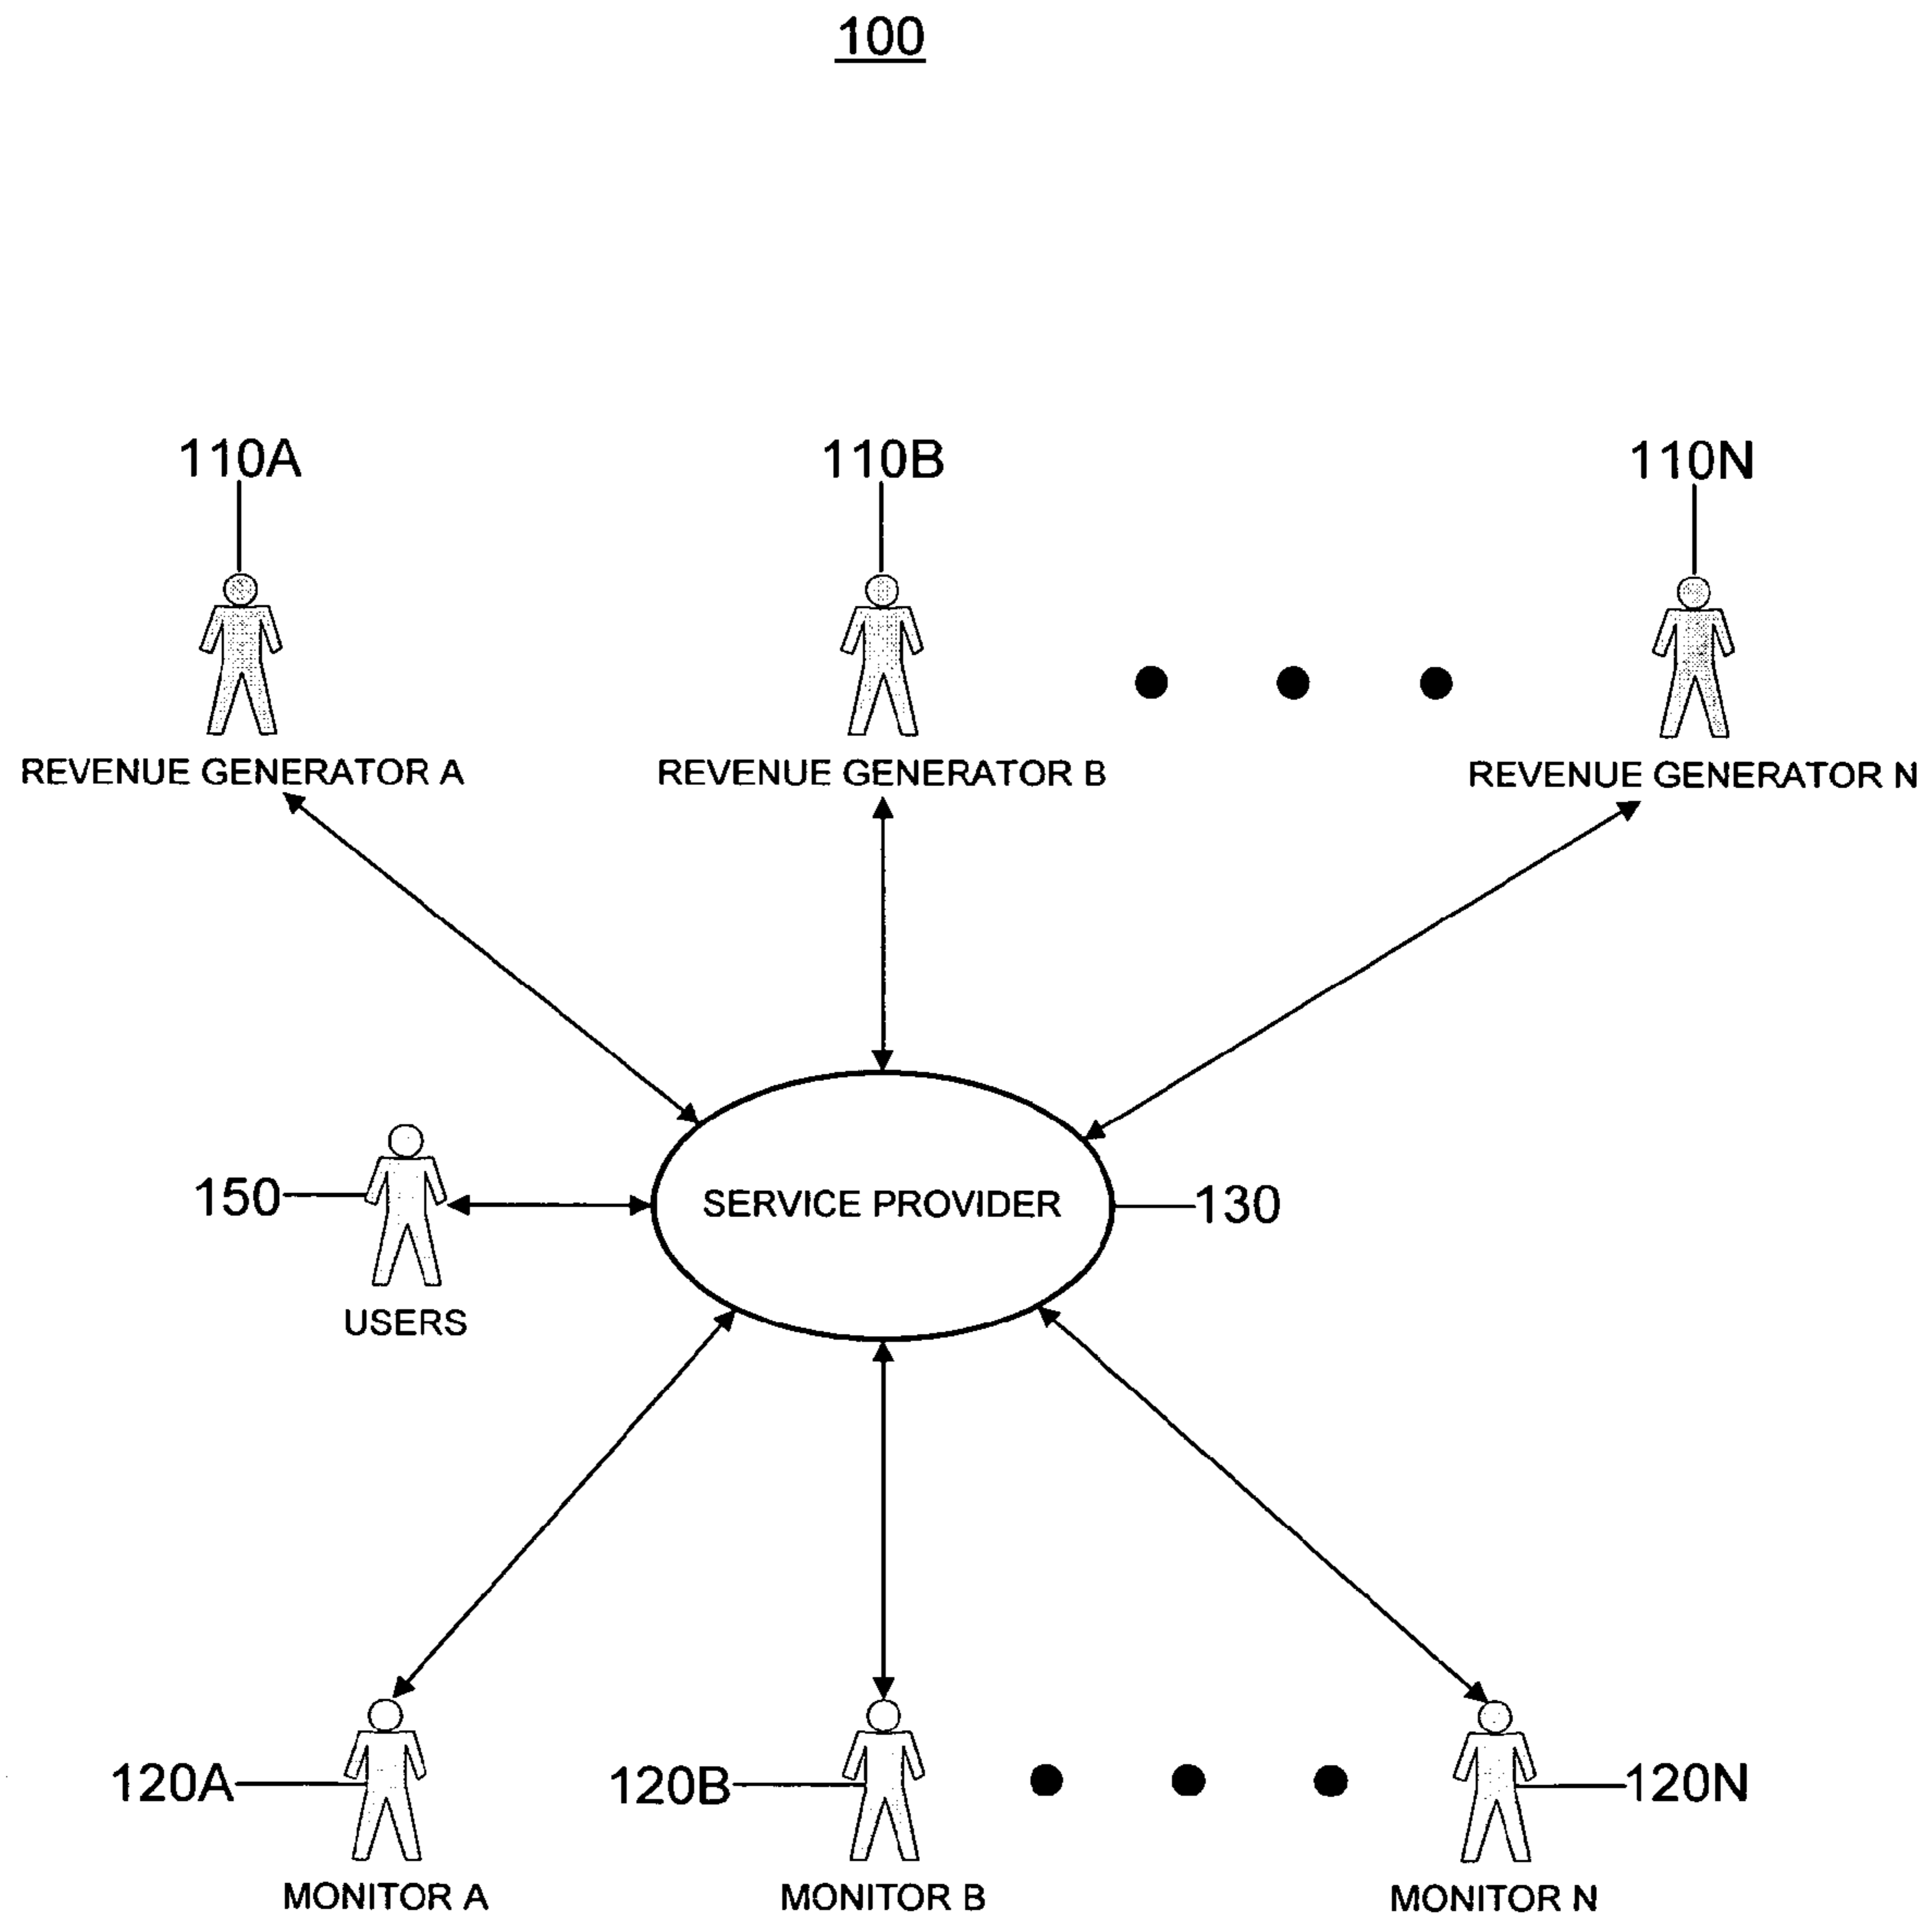 100
110A
110B
110N
REVENUE GENERATOR A
REVENUE GENERATOR B
REVENUE GENERATOR N
150
SERVICE PROVIDER
130
USERS
120A
120B
120N
MONITOR A
MONITOR B
MONITOR N